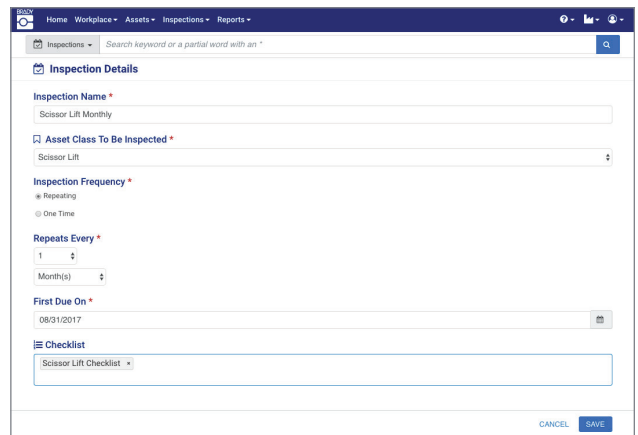 BRADY
Home Workplace Assets Inspections Reports
Inspections Search keyword or a partial word with an *
Inspection Details
Inspection Name *
Scissor Lift Monthly
Asset Class To Be Inspected *
Scissor Lift
Inspection Frequency *
Repeating
One Time
Repeats Every *
1
Month(s)
First Due On *
08/31/2017
Checklist
Scissor Lift Checklist ×
CANCEL SAVE